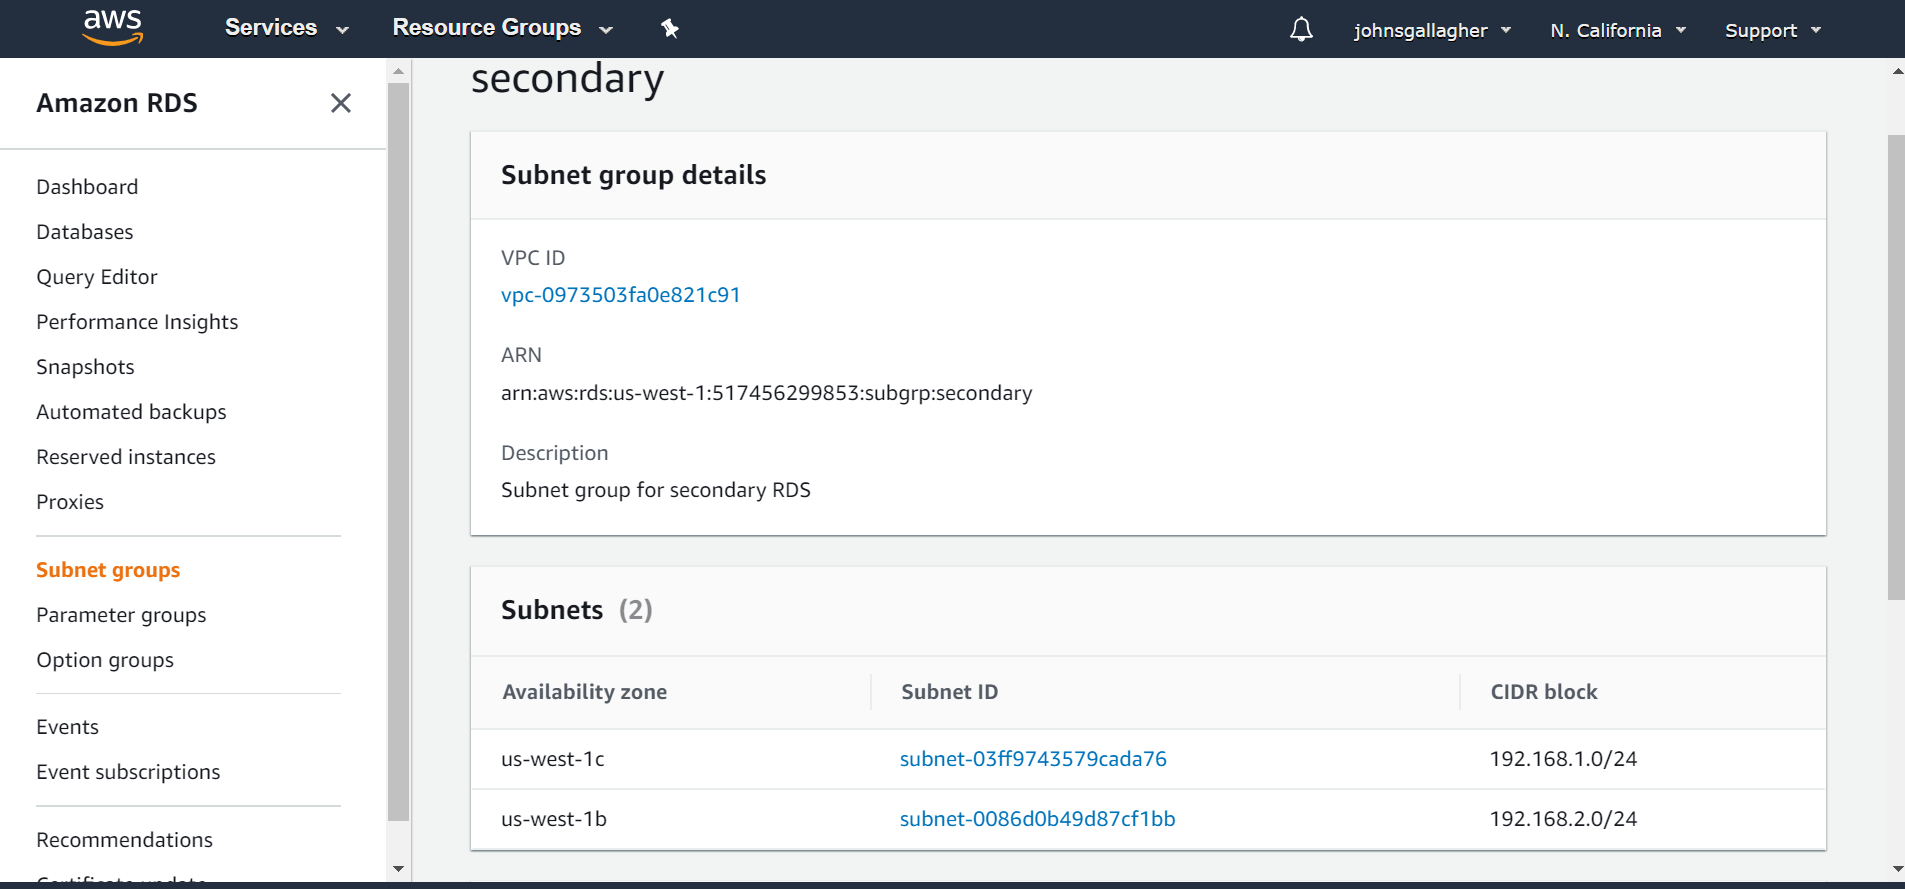 aws Services Resource Groups johnsgallagher N. California Support
Amazon RDS
Dashboard
Databases
Query Editor
Performance Insights
Snapshots
Automated backups
Reserved instances
Proxies
Subnet groups
Parameter groups
Option groups
Events
Event subscriptions
Recommendations
Certificate update
secondary
Subnet group details
VPC ID
vpc-0973503fa0e821c91
ARN
arn:aws:rds:us-west-1:517456299853:subgrp:secondary
Description
Subnet group for secondary RDS
Subnets (2)
Availability zone Subnet ID CIDR block
us-west-1c subnet-03ff9743579cada76 192.168.1.0/24
us-west-1b subnet-0086d0b49d87cf1bb 192.168.2.0/24